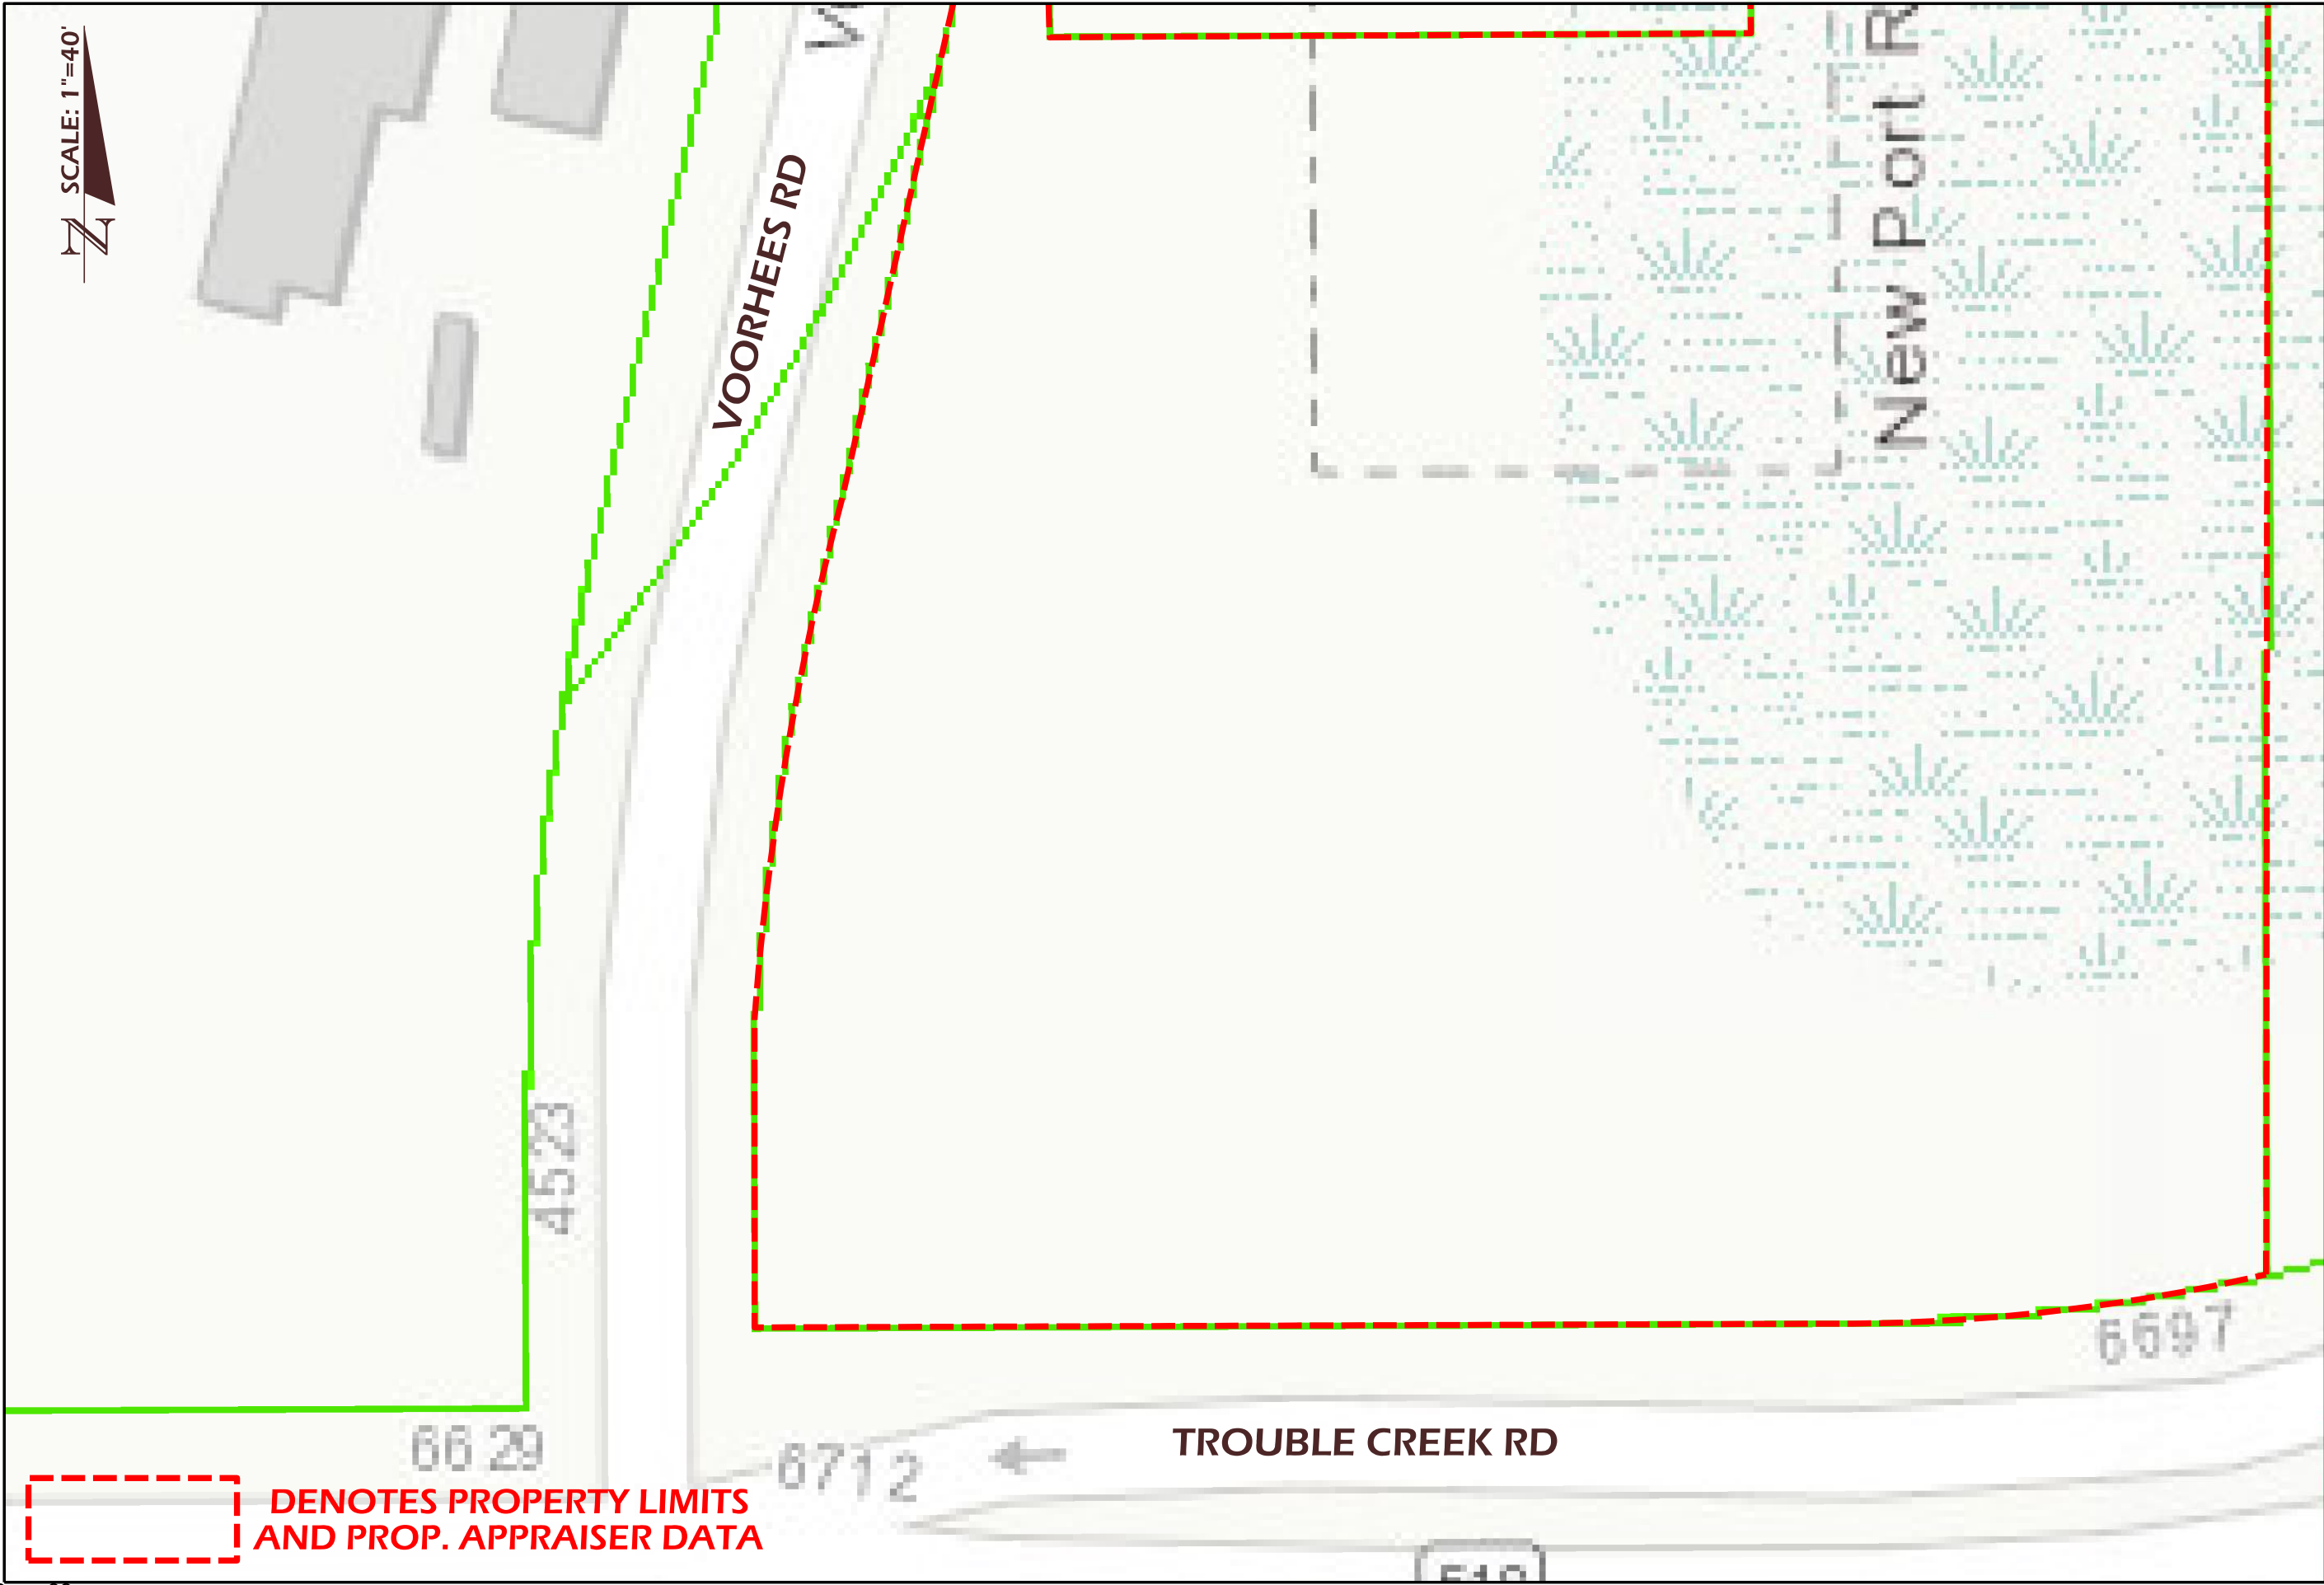 SCALE: 1"=40'
N
VOORHEES RD
New Port R
4523
6697
6629
6712
TROUBLE CREEK RD
DENOTES PROPERTY LIMITS
AND PROP. APPRAISER DATA